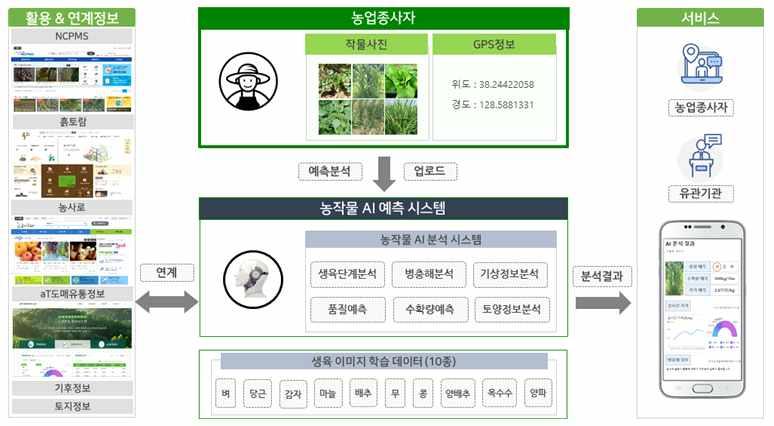 활용 & 연계정보
NCPMS
흙토람
농사로
aT도매유통정보
기후정보
토지정보
농업종사자
작물사진
GPS정보
위도 : 38.24422058
경도 : 128.5881331
예측분석
업로드
농작물 AI 예측 시스템
농작물 AI 분석 시스템
생육단계분석
병충해분석
기상정보분석
품질예측
수확량예측
토양정보분석
연계
분석결과
생육 이미지 학습 데이터 (10종)
벼
당근
감자
마늘
배추
무
콩
양배추
옥수수
양파
서비스
농업종사자
유관기관
AI 분석 결과